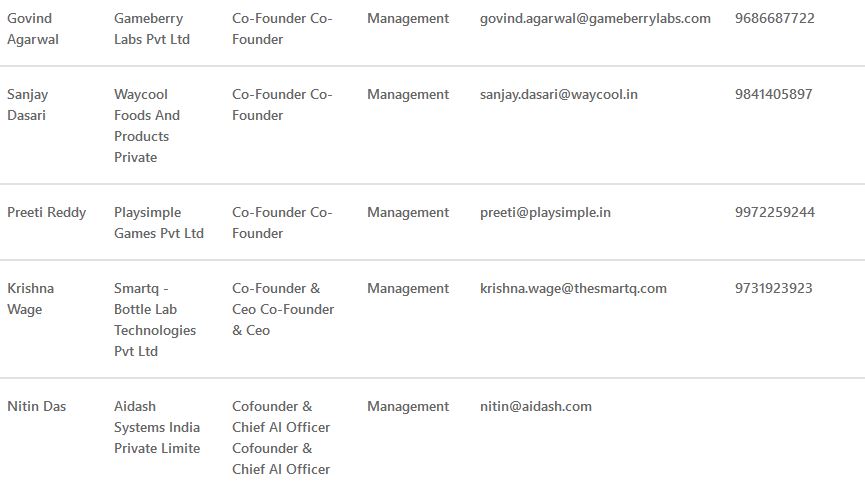 Govind Agarwal Gameberry Labs Pvt Ltd Co-Founder Co-Founder Management govind.agarwal@gameberrylabs.com 9686687722
Sanjay Dasari Waycool Foods And Products Private Co-Founder Co-Founder Management sanjay.dasari@waycool.in 9841405897
Preeti Reddy Playsimple Games Pvt Ltd Co-Founder Co-Founder Management preeti@playsimple.in 9972259244
Krishna Wage Smartq - Bottle Lab Technologies Pvt Ltd Co-Founder & Ceo Co-Founder & Ceo Management krishna.wage@thesmartq.com 9731923923
Nitin Das Aidash Systems India Private Limite Cofounder & Chief AI Officer Cofounder & Chief AI Officer Management nitin@aidash.com